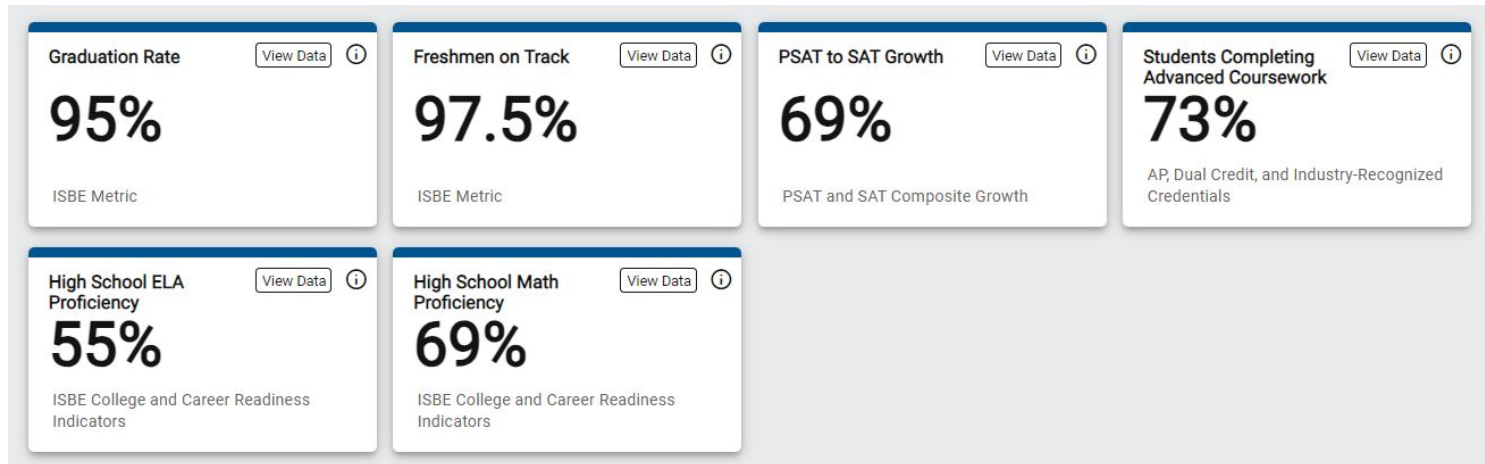 Graduation Rate View Data
95%
ISBE Metric
Freshmen on Track View Data
97.5%
ISBE Metric
PSAT to SAT Growth View Data
69%
PSAT and SAT Composite Growth
Students Completing View Data
Advanced Coursework
73%
AP, Dual Credit, and Industry-Recognized
Credentials
High School ELA View Data
Proficiency
55%
ISBE College and Career Readiness
Indicators
High School Math View Data
Proficiency
69%
ISBE College and Career Readiness
Indicators